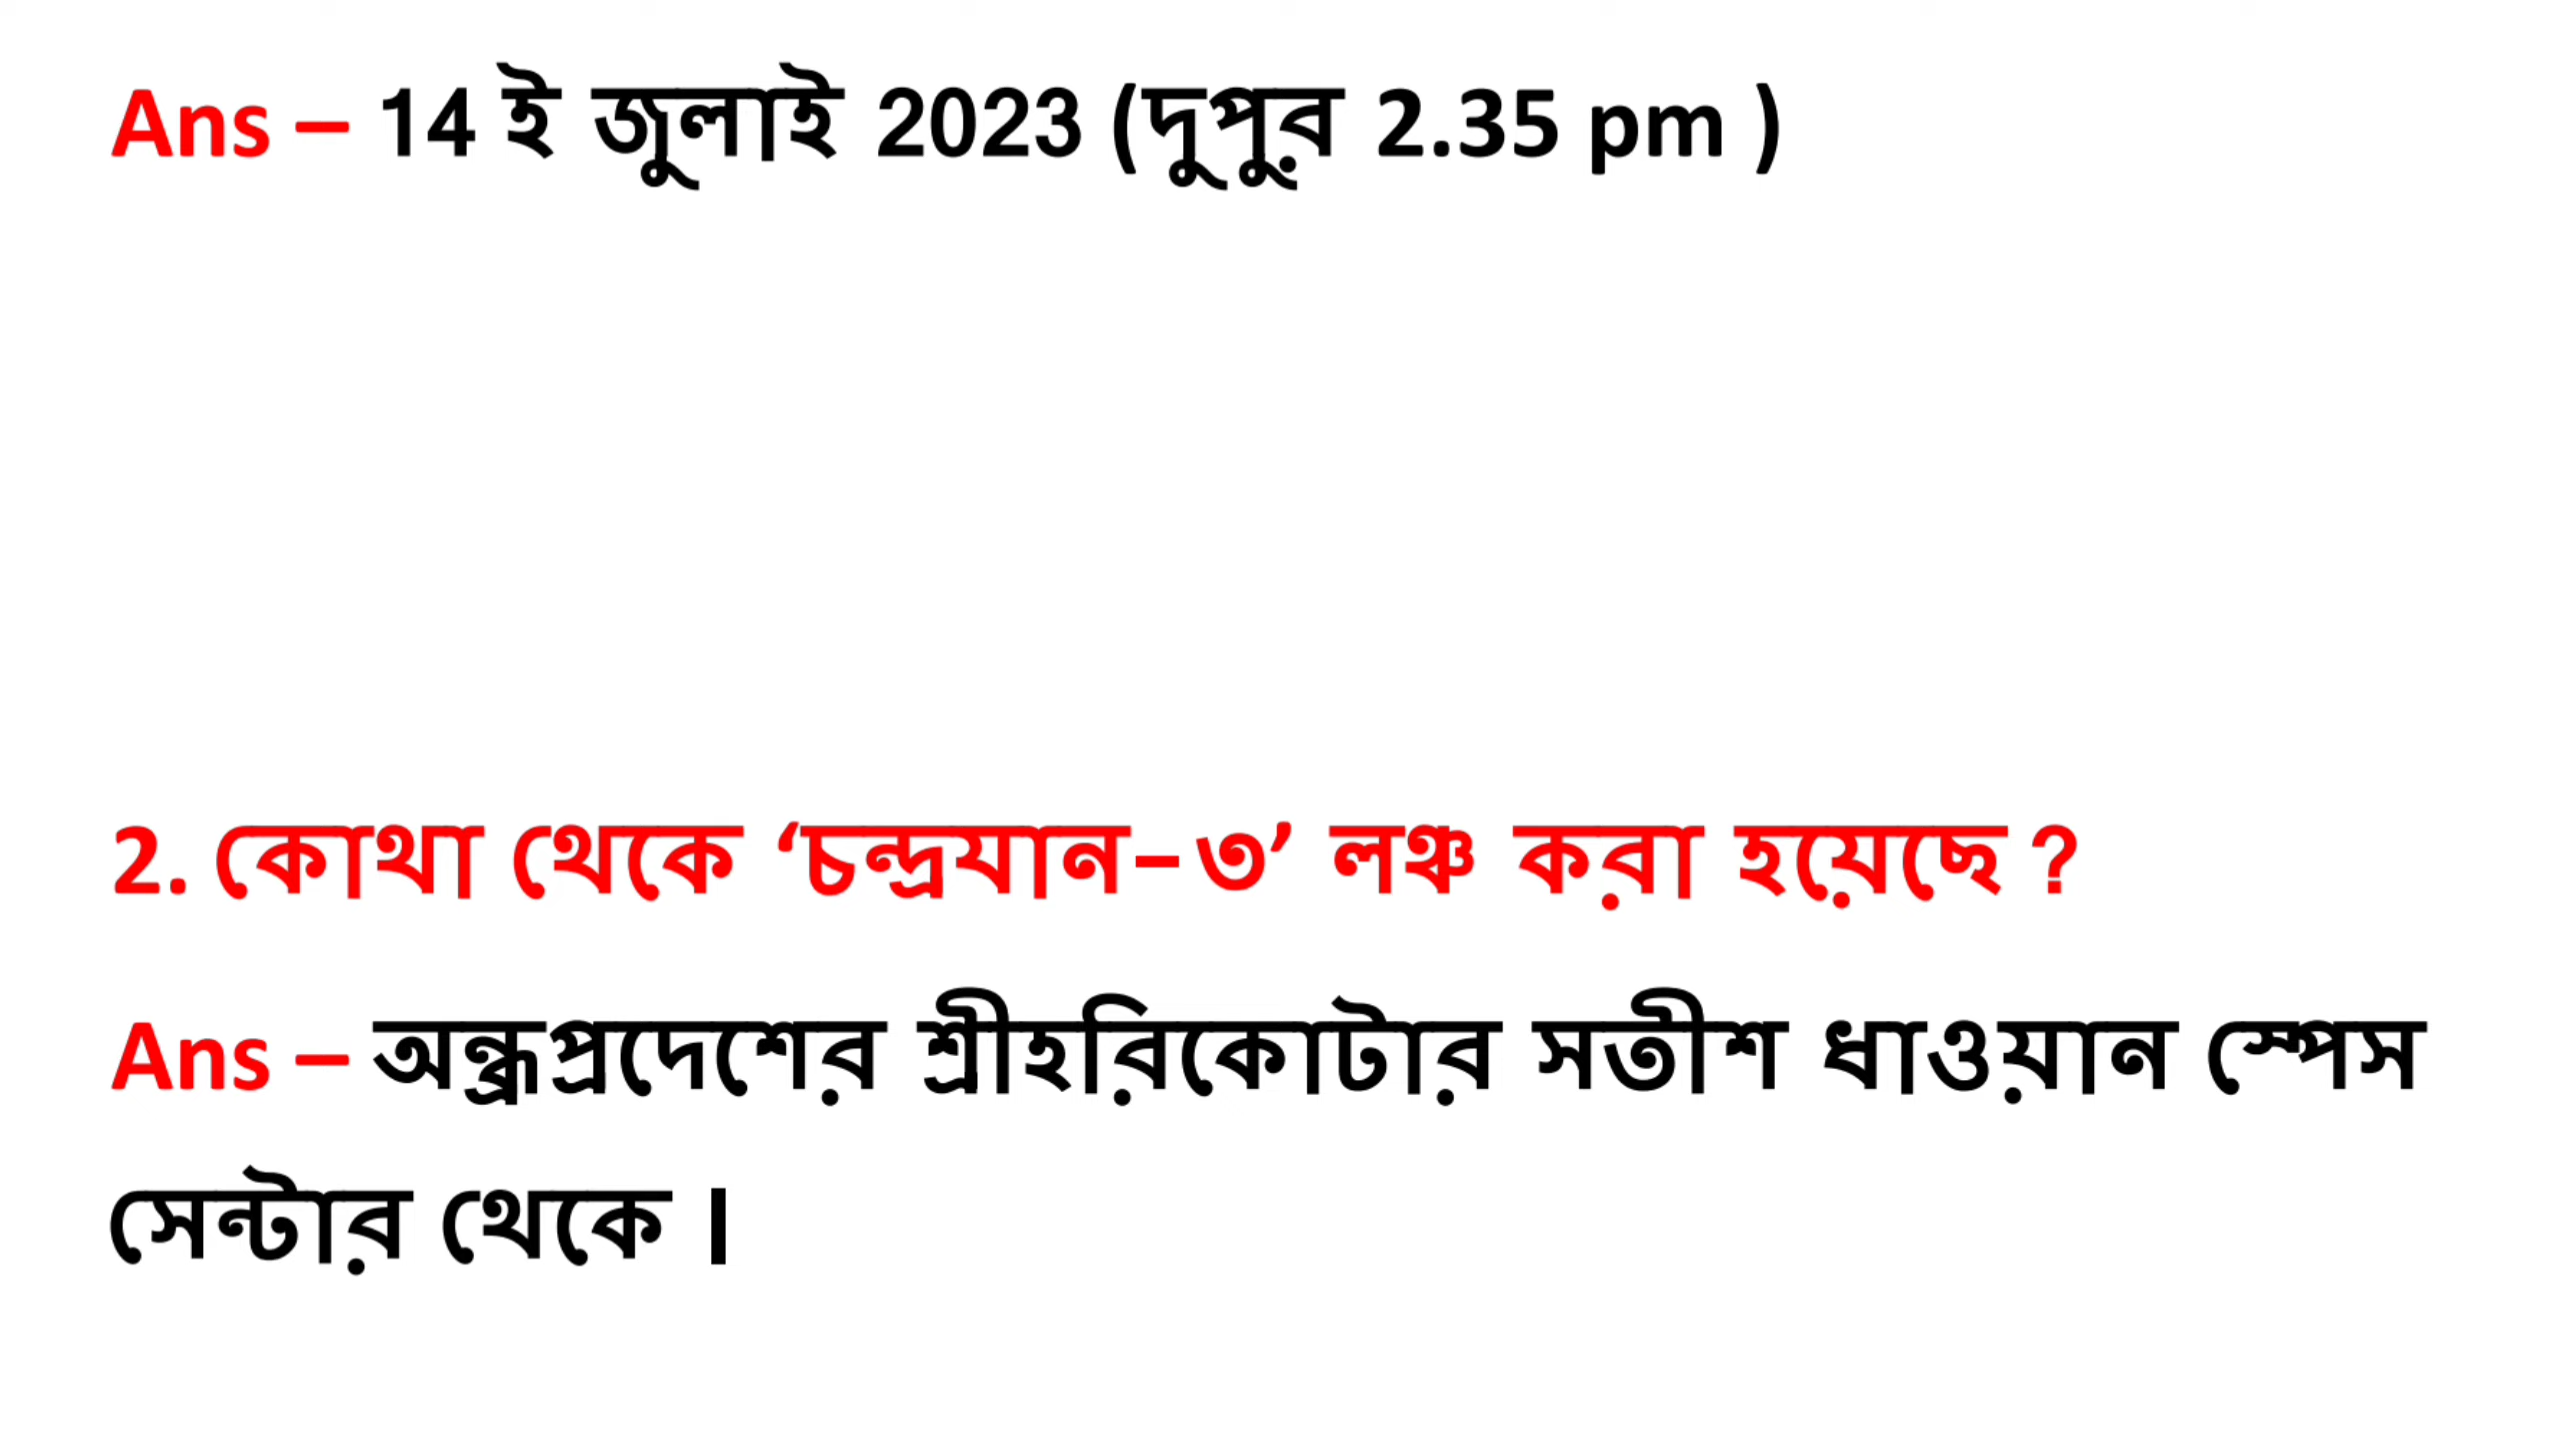 Ans – 14 ই জুলাই 2023 (দুপুর 2.35 pm )
2. কোথা থেকে ‘চন্দ্রযান–৩’ লঞ্চ করা হয়েছে ?
Ans – অন্ধ্রপ্রদেশের শ্রীহরিকোটার সতীশ ধাওয়ান স্পেস
সেন্টার থেকে ।